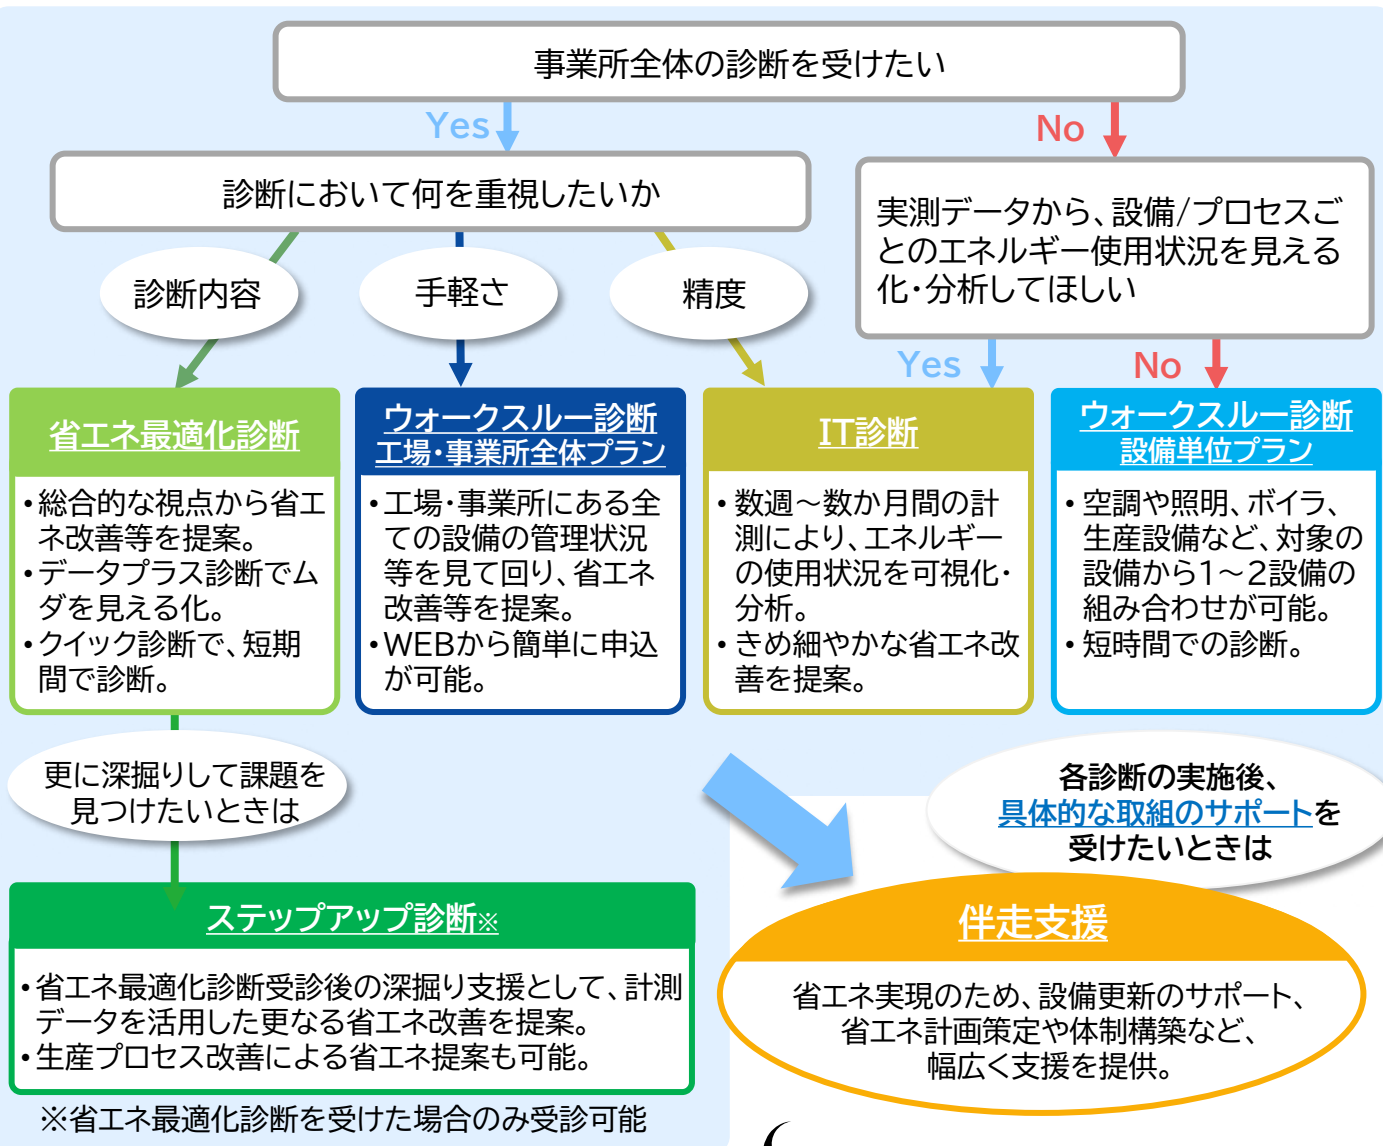 事業所全体の診断を受けたい
Yes
No
診断において何を重視したいか
実測データから、設備/プロセスご
とのエネルギー使用状況を見える
化・分析してほしい
診断内容
手軽さ
精度
Yes
No
省エネ最適化診断
・総合的な視点から省エ
ネ改善等を提案。
・データプラス診断でム
ダを見える化。
・クイック診断で、短期
間で診断。
ウォークスルー診断
工場・事業所全体プラン
・工場・事業所にある全
ての設備の管理状況
等を見て回り、省エネ
改善等を提案。
・WEBから簡単に申込
が可能。
IT診断
・数週～数か月間の計
測により、エネルギー
の使用状況を可視化・
分析。
・きめ細やかな省エネ改
善を提案。
ウォークスルー診断
設備単位プラン
・空調や照明、ボイラ、
生産設備など、対象の
設備から1～2設備の
組み合わせが可能。
・短時間での診断。
更に深掘りして課題を
見つけたいときは
各診断の実施後、
具体的な取組のサポートを
受けたいときは
ステップアップ診断※
・省エネ最適化診断受診後の深掘り支援として、計測
データを活用した更なる省エネ改善を提案。
・生産プロセス改善による省エネ提案も可能。
※省エネ最適化診断を受けた場合のみ受診可能
伴走支援
省エネ実現のため、設備更新のサポート、
省エネ計画策定や体制構築など、
幅広く支援を提供。